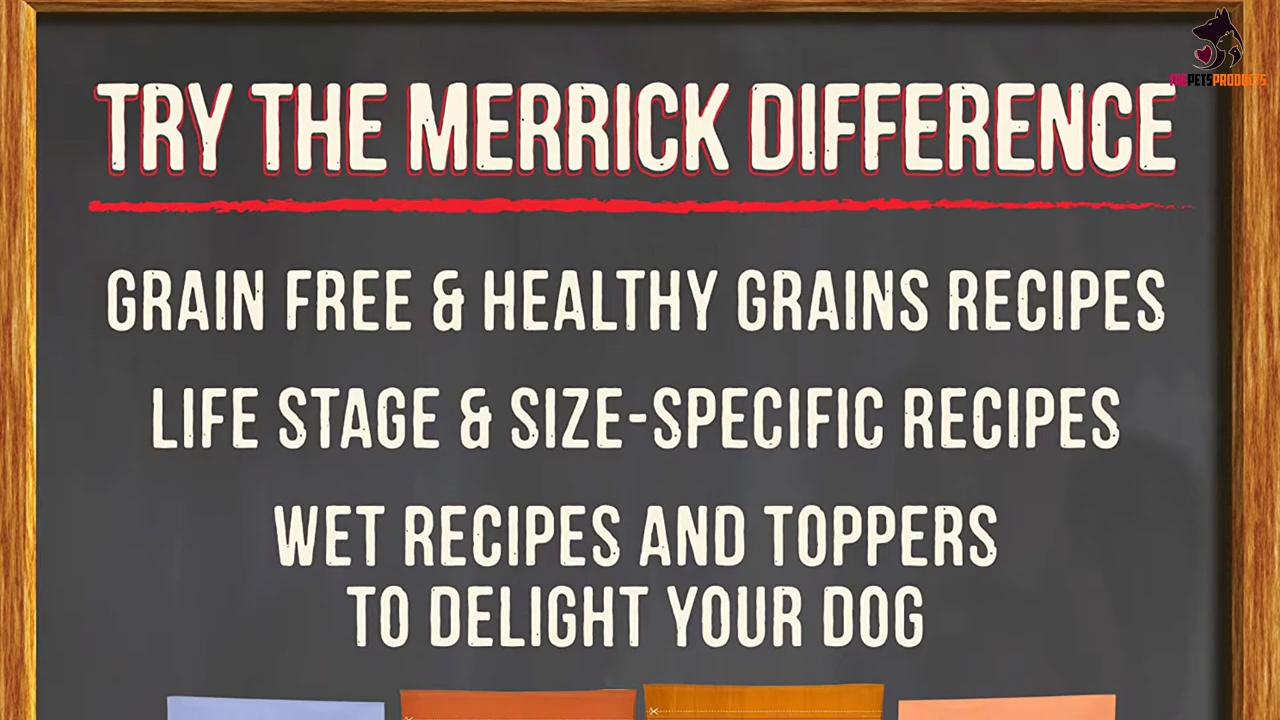 TRY THE MERRICK DIFFERENCE
GRAIN FREE & HEALTHY GRAINS RECIPES
LIFE STAGE & SIZE-SPECIFIC RECIPES
WET RECIPES AND TOPPERS
TO DELIGHT YOUR DOG